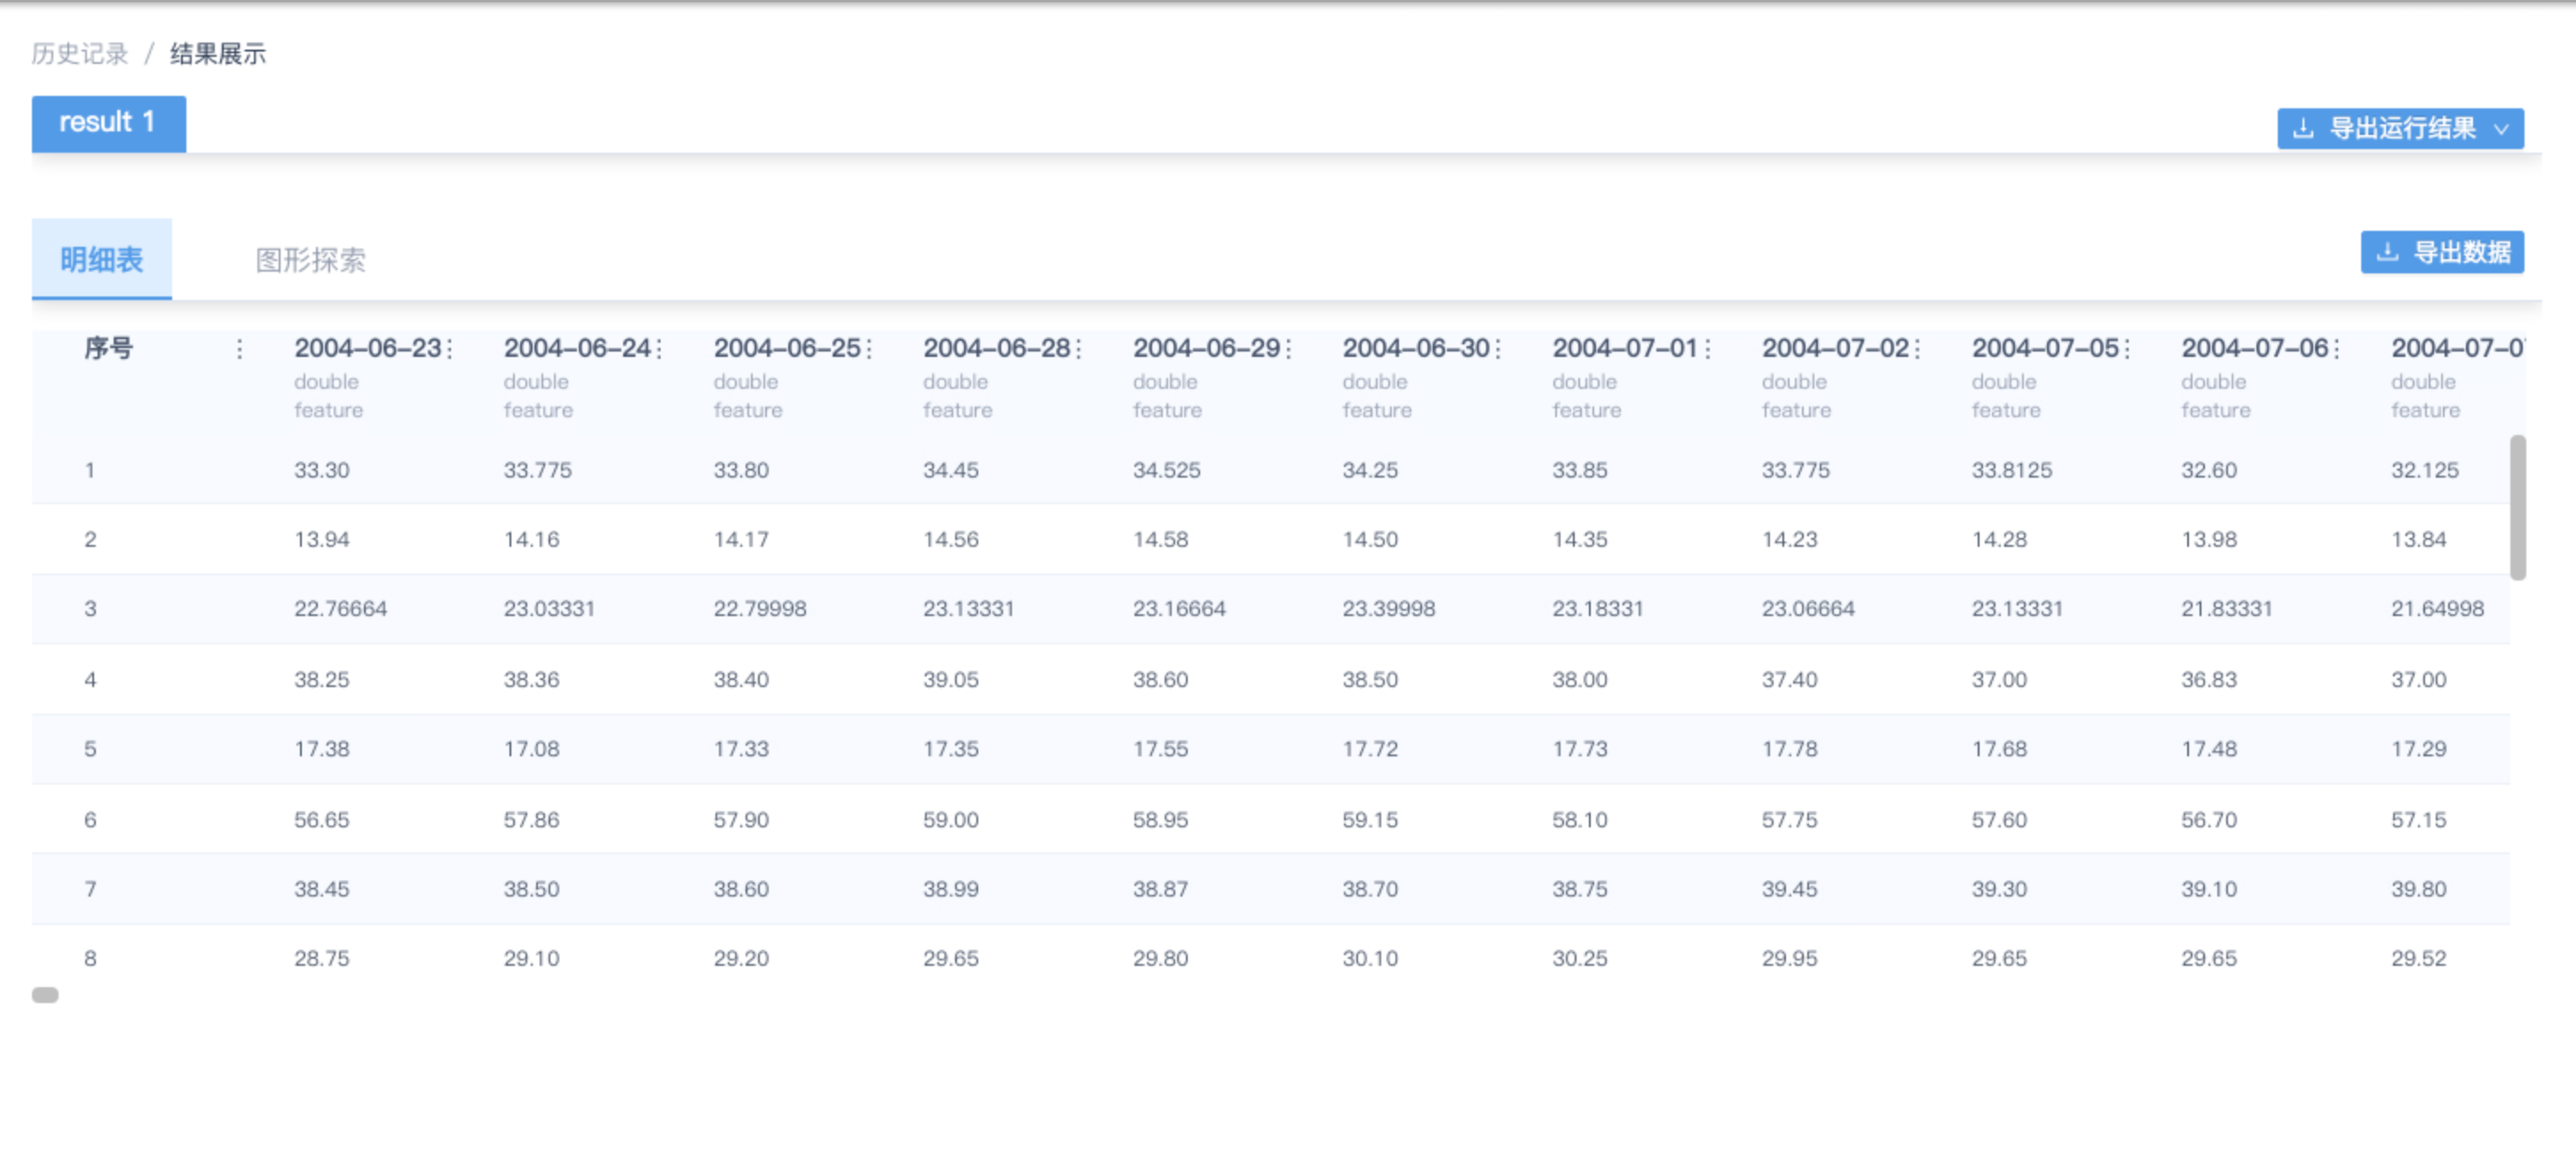 历史记录 / 结果展示
result 1
导出运行结果
明细表 图形探索
导出数据
序号 2004-06-23 2004-06-24 2004-06-25 2004-06-28 2004-06-29 2004-06-30 2004-07-01 2004-07-02 2004-07-05 2004-07-06 2004-07-0
double double double double double double double double double double double
feature feature feature feature feature feature feature feature feature feature feature
1 33.30 33.775 33.80 34.45 34.525 34.25 33.85 33.775 33.8125 32.60 32.125
2 13.94 14.16 14.17 14.56 14.58 14.50 14.35 14.23 14.28 13.98 13.84
3 22.76664 23.03331 22.79998 23.13331 23.16664 23.39998 23.18331 23.06664 23.13331 21.83331 21.64998
4 38.25 38.36 38.40 39.05 38.60 38.50 38.00 37.40 37.00 36.83 37.00
5 17.38 17.08 17.33 17.35 17.55 17.72 17.73 17.78 17.68 17.48 17.29
6 56.65 57.86 57.90 59.00 58.95 59.15 58.10 57.75 57.60 56.70 57.15
7 38.45 38.50 38.60 38.99 38.87 38.70 38.75 39.45 39.30 39.10 39.80
8 28.75 29.10 29.20 29.65 29.80 30.10 30.25 29.95 29.65 29.65 29.52